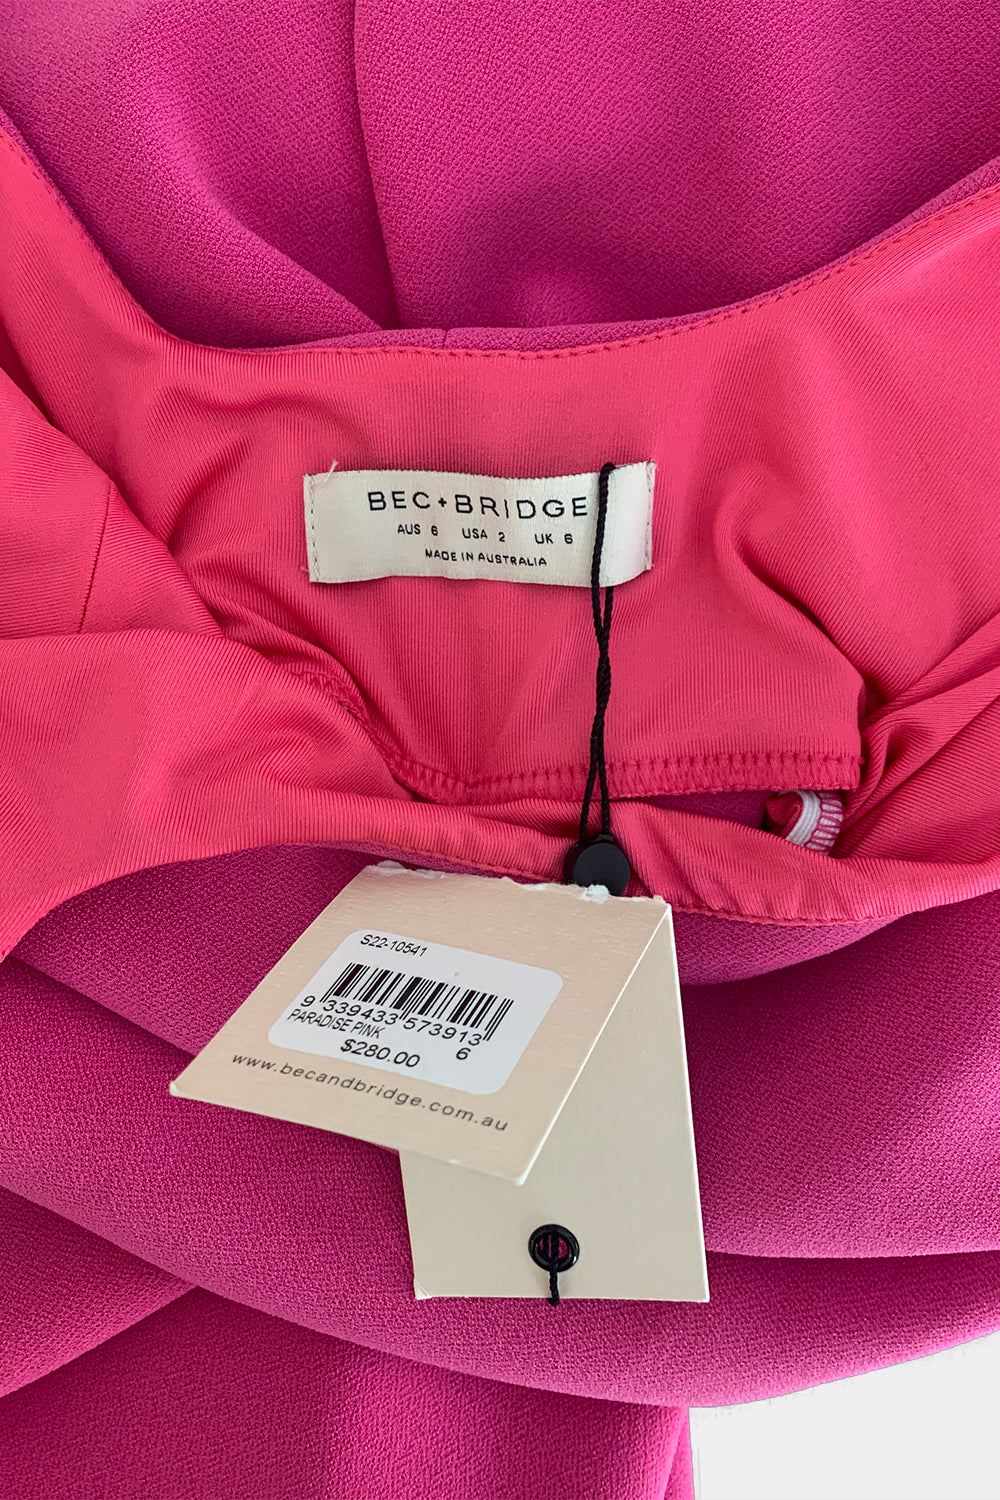 BEC+BRIDGE
AUS 6 USA 2 UK 6
MADE IN AUSTRALIA
S22-10541
9 339433 573913
PARADISE PINK 6
$280.00
www.becandbridge.com.au